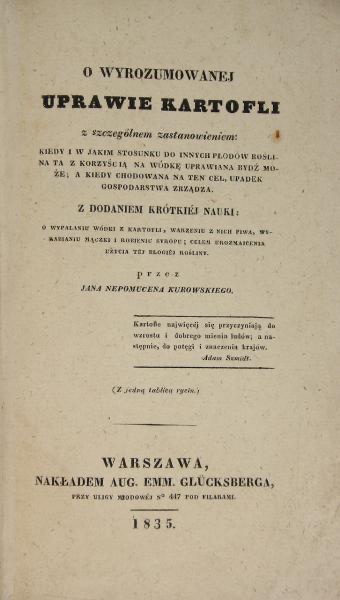 O WYROZUMOWANEJ
UPRAWIE KARTOFLI
z szczególnem zastanowieniem:
KIEDY I W JAKIM STOSUNKU DO INNYCH PŁODÓW ROŚLI-
NA TA Z KORZYŚCIĄ NA WÓDKĘ UPRAWIANA BYDŹ MO-
ŻE; A KIEDY CHODOWANA NA TEN CEL, UPADEK
GOSPODARSTWA ZRZĄDZA.
Z DODANIEM KRÓTKIÉJ NAUKI:
O WYPALANIU WÓDKI Z KARTOFLI, WARZENIU Z NICH PIWA, WY-
RABIANIU MĄCZKI I ROBIENIU SYROPU; CELEM UROZMAICENIA
UŻYCIA TÉJ BŁOGIÉJ ROŚLINY.
przez
JANA NEPOMUCENA KUROWSKIEGO.
Kartofle najwięcéj się przyczyniają do
wzrostu i dobrego mienia ludów; a na-
stępnie, do potęgi i znaczenia krajów.
Adam Szmidt.
(Z jedną tablicą rycin.)
WARSZAWA,
NAKŁADEM AUG. EMM. GLÜCKSBERGA,
PRZY ULICY MIODOWÉJ No 447 POD FILARAMI.
1835.